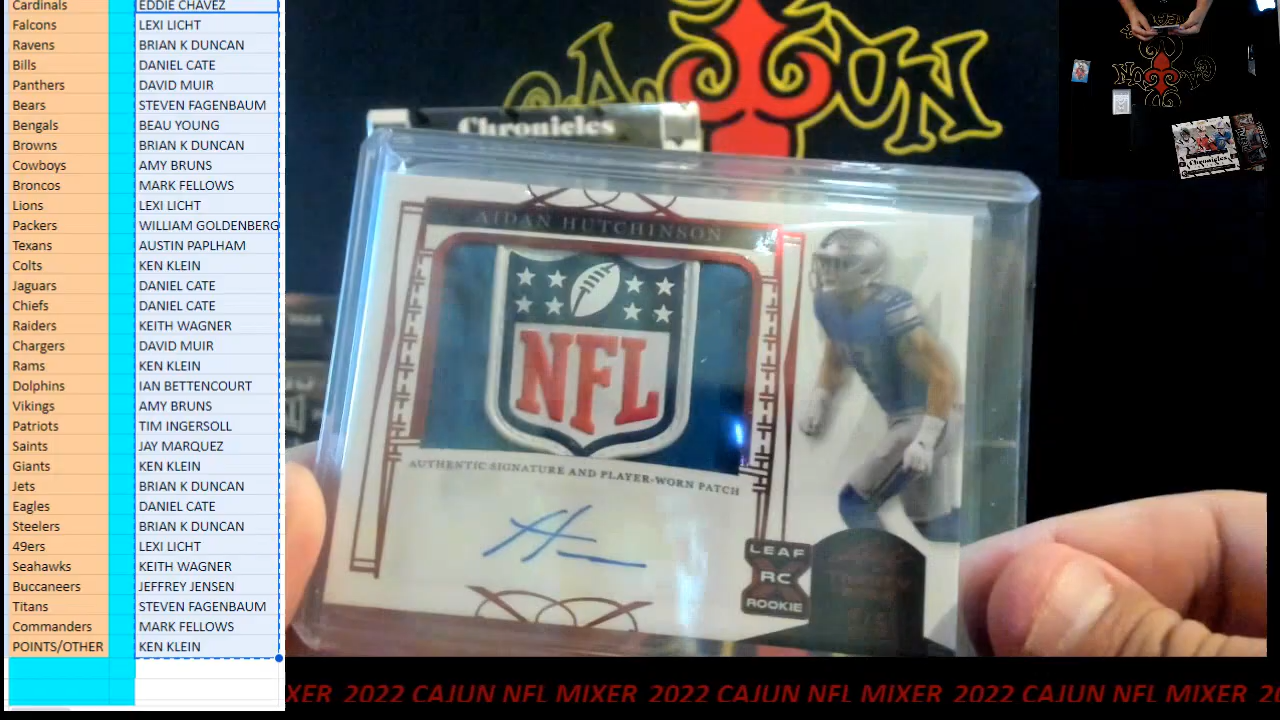 Cardinals EDDIE CHAVEZ
Falcons LEXI LICHT
Ravens BRIAN K DUNCAN
Bills DANIEL CATE
Panthers DAVID MUIR
Bears STEVEN FAGENBAUM
Bengals BEAU YOUNG
Browns BRIAN K DUNCAN
Cowboys AMY BRUNS
Broncos MARK FELLOWS
Lions LEXI LICHT
Packers WILLIAM GOLDENBERG
Texans AUSTIN PAPLHAM
Colts KEN KLEIN
Jaguars DANIEL CATE
Chiefs DANIEL CATE
Raiders KEITH WAGNER
Chargers DAVID MUIR
Rams KEN KLEIN
Dolphins IAN BETTENCOURT
Vikings AMY BRUNS
Patriots TIM INGERSOLL
Saints JAY MARQUEZ
Giants KEN KLEIN
Jets BRIAN K DUNCAN
Eagles DANIEL CATE
Steelers BRIAN K DUNCAN
49ers LEXI LICHT
Seahawks KEITH WAGNER
Buccaneers JEFFREY JENSEN
Titans STEVEN FAGENBAUM
Commanders MARK FELLOWS
POINTS/OTHER KEN KLEIN
Chronicles
AIDAN HUTCHINSON
NFL
AUTHENTIC SIGNATURE AND PLAYER-WORN PATCH
LEAF
RC
ROOKIE
Chronicles
XER 2022 CAJUN NFL MIXER 2022 CAJUN NFL MIXER 2022 CAJUN NFL MIXER 20